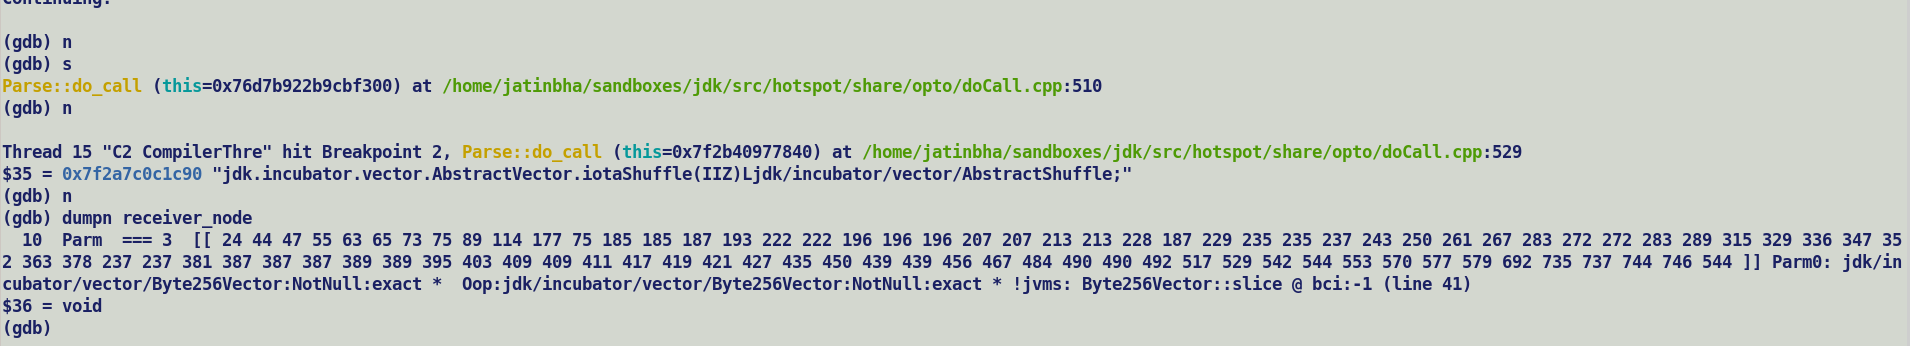 continuing.
(gdb) n
(gdb) s
Parse::do_call (this=0x76d7b922b9cbf300) at /home/jatinbha/sandboxes/jdk/src/hotspot/share/opto/doCall.cpp:510
(gdb) n
Thread 15 "C2 CompilerThre" hit Breakpoint 2, Parse::do_call (this=0x7f2b40977840) at /home/jatinbha/sandboxes/jdk/src/hotspot/share/opto/doCall.cpp:529
$35 = 0x7f2a7c0c1c90 "jdk.incubator.vector.AbstractVector.iotaShuffle(IIZ)Ljdk/incubator/vector/AbstractShuffle;"
(gdb) n
(gdb) dumpn receiver_node
  10  Parm  === 3  [[ 24 44 47 55 63 65 73 75 89 114 177 75 185 185 187 193 222 222 196 196 196 207 207 213 213 228 187 229 235 235 237 243 250 261 267 283 272 272 283 289 315 329 336 347 35
2 363 378 237 237 381 387 387 387 389 389 395 403 409 409 411 417 419 421 427 435 450 439 439 456 467 484 490 490 492 517 529 542 544 553 570 577 579 692 735 737 744 746 544 ]] Parm0: jdk/in
cubator/vector/Byte256Vector:NotNull:exact *  Oop:jdk/incubator/vector/Byte256Vector:NotNull:exact * !jvms: Byte256Vector::slice @ bci:-1 (line 41)
$36 = void
(gdb)